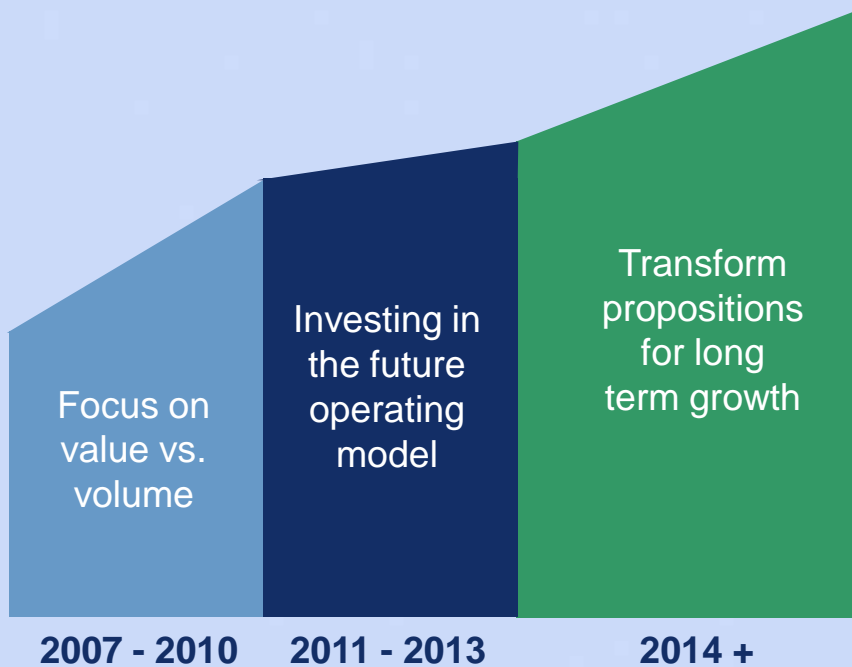 Focus on
value vs.
volume
Investing in
the future
operating
model
Transform
propositions
for long
term growth
2007 - 2010
2011 - 2013
2014 +